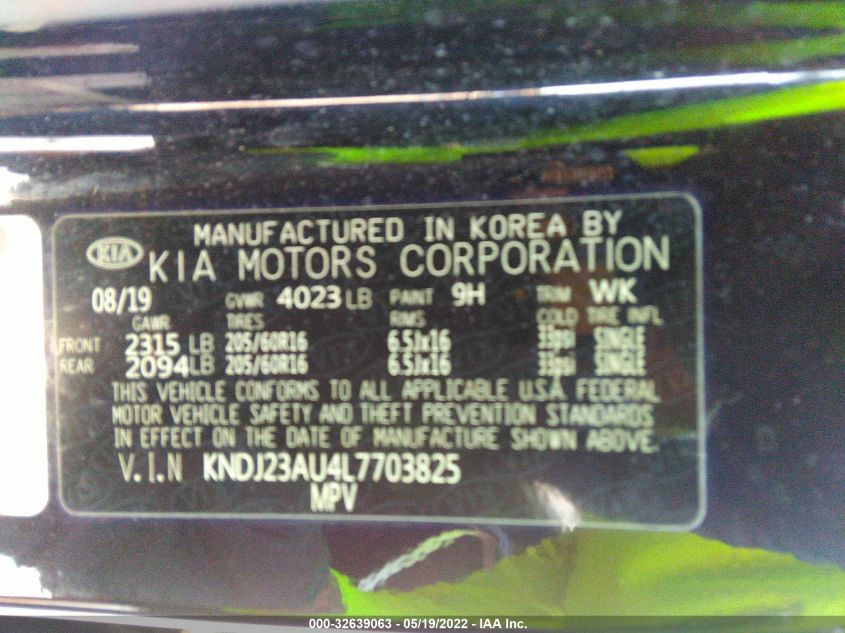 MANUFACTURED IN KOREA BY
KIA KIA MOTORS CORPORATION
08/19 GVWR 4023 LB PAINT 9H TRIM WK
GAWR TIRES RIMS COLD TIRE INFL
FRONT 2315 LB 205/60R16 6.5Jx16 33psi SINGLE
REAR 2094 LB 205/60R16 6.5Jx16 33psi SINGLE
THIS VEHICLE CONFORMS TO ALL APPLICABLE U.S.A. FEDERAL
MOTOR VEHICLE SAFETY AND THEFT PREVENTION STANDARDS
IN EFFECT ON THE DATE OF MANUFACTURE SHOWN ABOVE.
V.I.N KNDJ23AU4L7703825
MPV
000-32639063 - 05/19/2022 - IAA Inc.